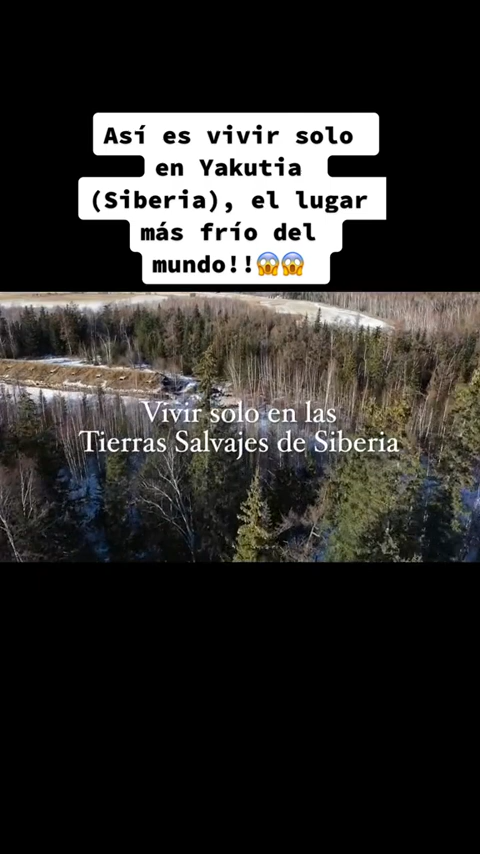 Así es vivir solo
en Yakutia
(Siberia), el lugar
más frío del
mundo!!😱😱
Vivir solo en las
Tierras Salvajes de Siberia